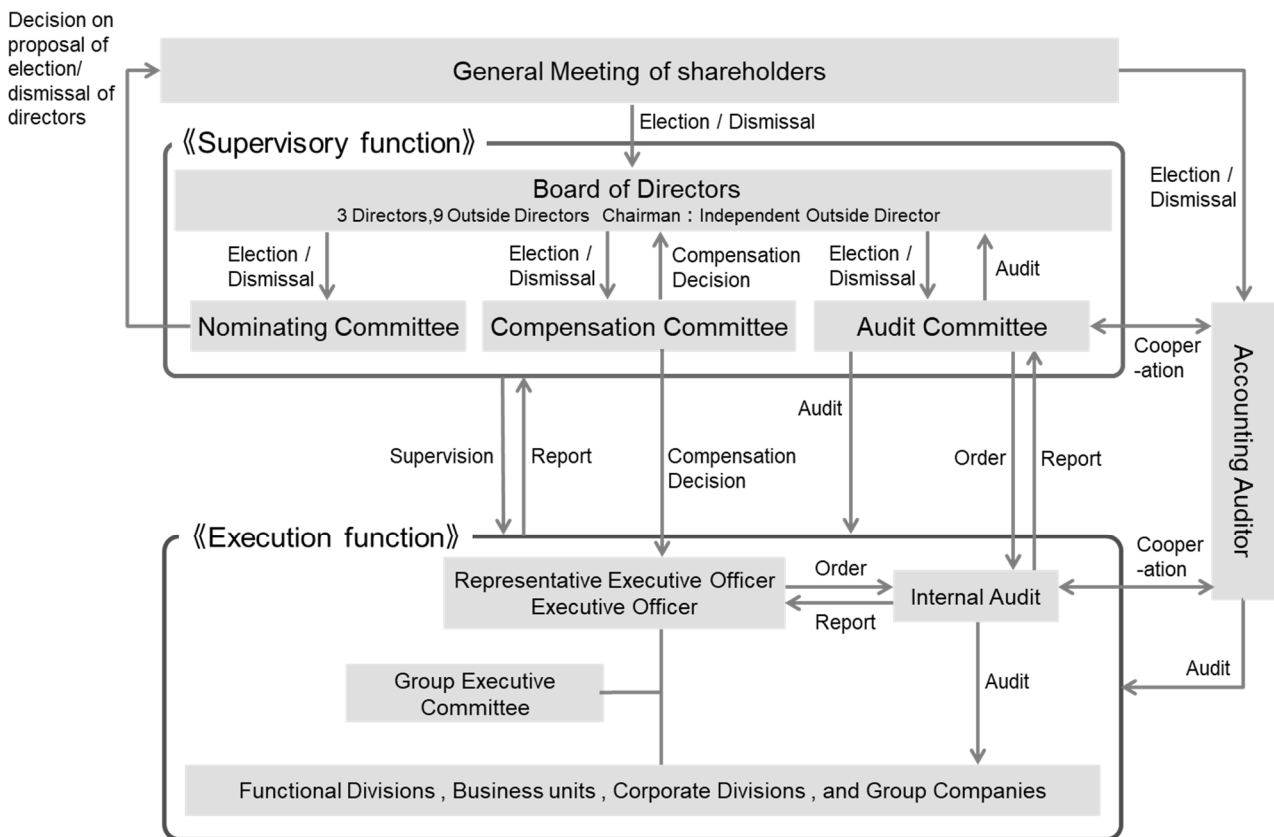 Decision on
proposal of
election/
dismissal of
directors
General Meeting of shareholders
Election / Dismissal
Election /
Dismissal
《Supervisory function》
Board of Directors
3 Directors,9 Outside Directors Chairman：Independent Outside Director
Election /
Dismissal
Election /
Dismissal
Compensation
Decision
Election /
Dismissal
Audit
Nominating Committee
Compensation Committee
Audit Committee
Cooper
-ation
Accounting Auditor
Supervision
Report
Compensation
Decision
Audit
Order
Report
《Execution function》
Representative Executive Officer
Executive Officer
Order
Report
Internal Audit
Cooper
-ation
Group Executive
Committee
Audit
Audit
Functional Divisions , Business units , Corporate Divisions , and Group Companies